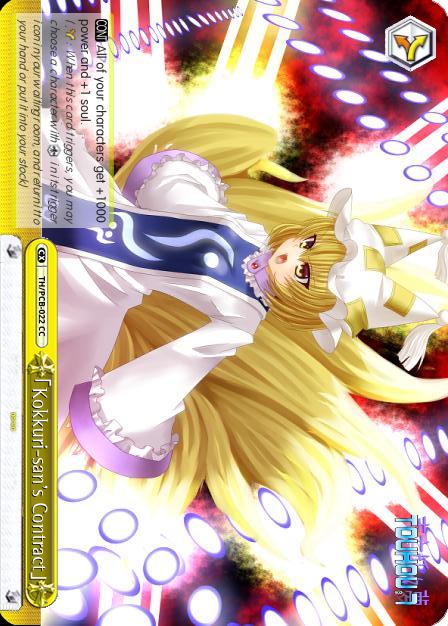 [CONT] All of your characters get +1000
power and +1 soul.
( : When this card triggers, you may
choose a character with in its trigger
icon in your waiting room, and return it to
your hand or put it into your stock)
CX
TH/PCB-022 CC
「Kokkuri-san's Contract」
TOUHOU